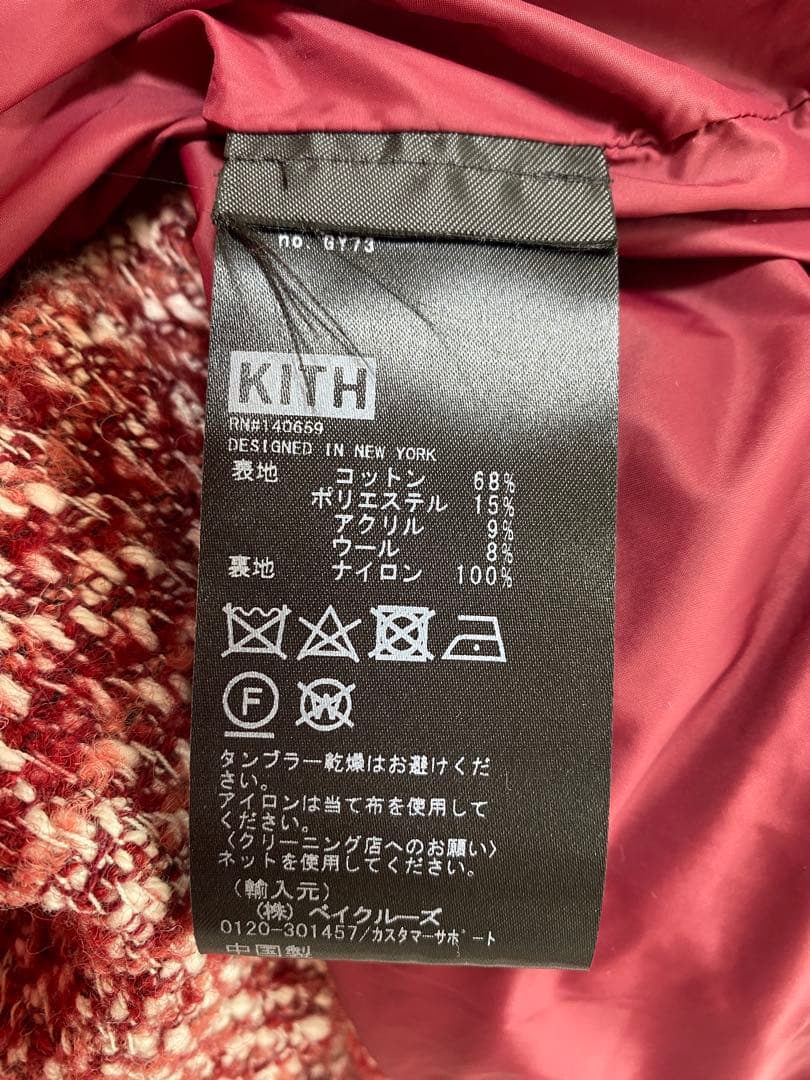 no GY73
KITH
RN#140659
DESIGNED IN NEW YORK
表地 コットン 68%
ポリエステル 15%
アクリル 9%
ウール 8%
裏地 ナイロン 100%
F W
タンブラー乾燥はお避けくだ
さい。
アイロンは当て布を使用して
ください。
〈クリーニング店へのお願い〉
ネットを使用してください。
(輸入元)
(株)ベイクルーズ
0120-301457/カスタマーサポート
中国製